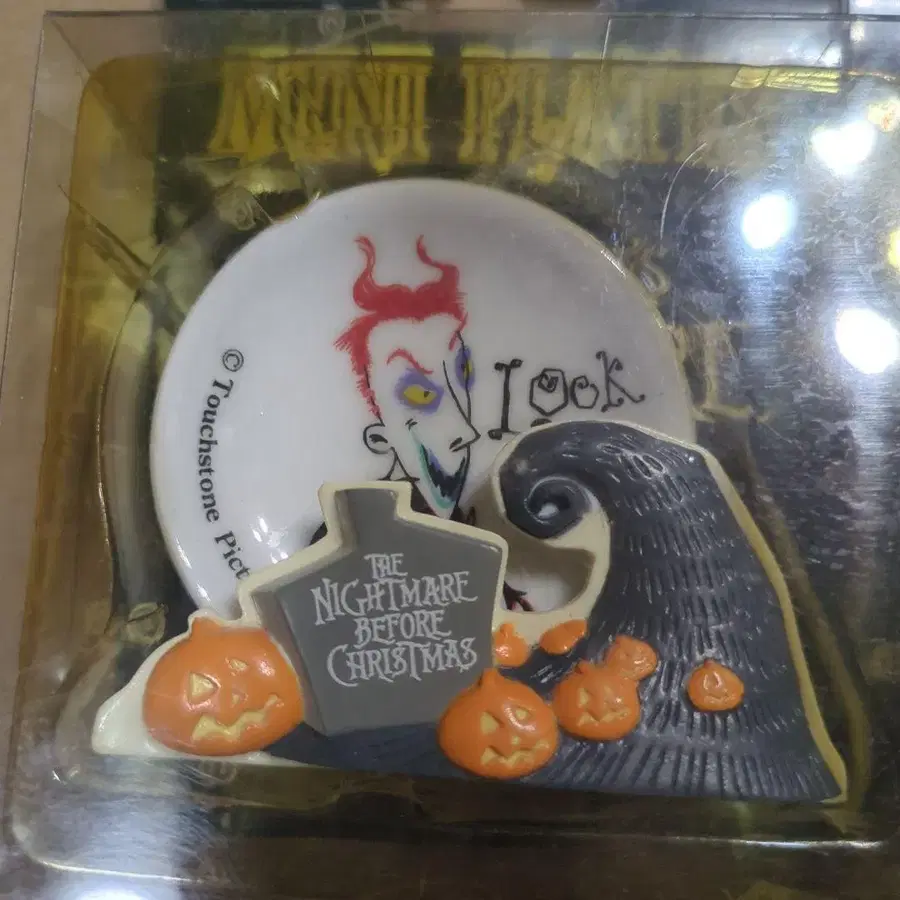 MINI PLATE
Lock
© Touchstone Pict
THE
NIGHTMARE
BEFORE
CHRISTMAS